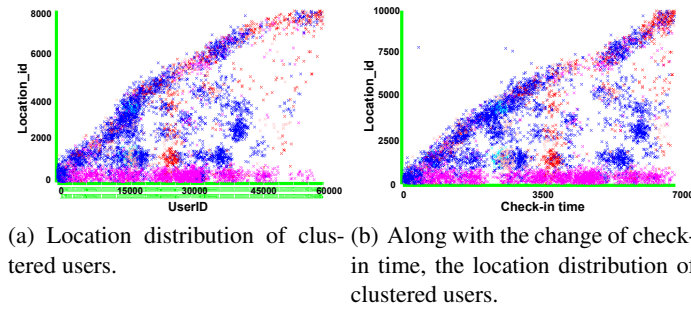 8000
6000
4000
2000
0
Location_id
0 15000 30000 45000 60000
UserID
10000
7500
5000
2500
0
Location_id
0 3500 7000
Check-in time
(a) Location distribution of clus-
tered users.
(b) Along with the change of check-
in time, the location distribution of
clustered users.